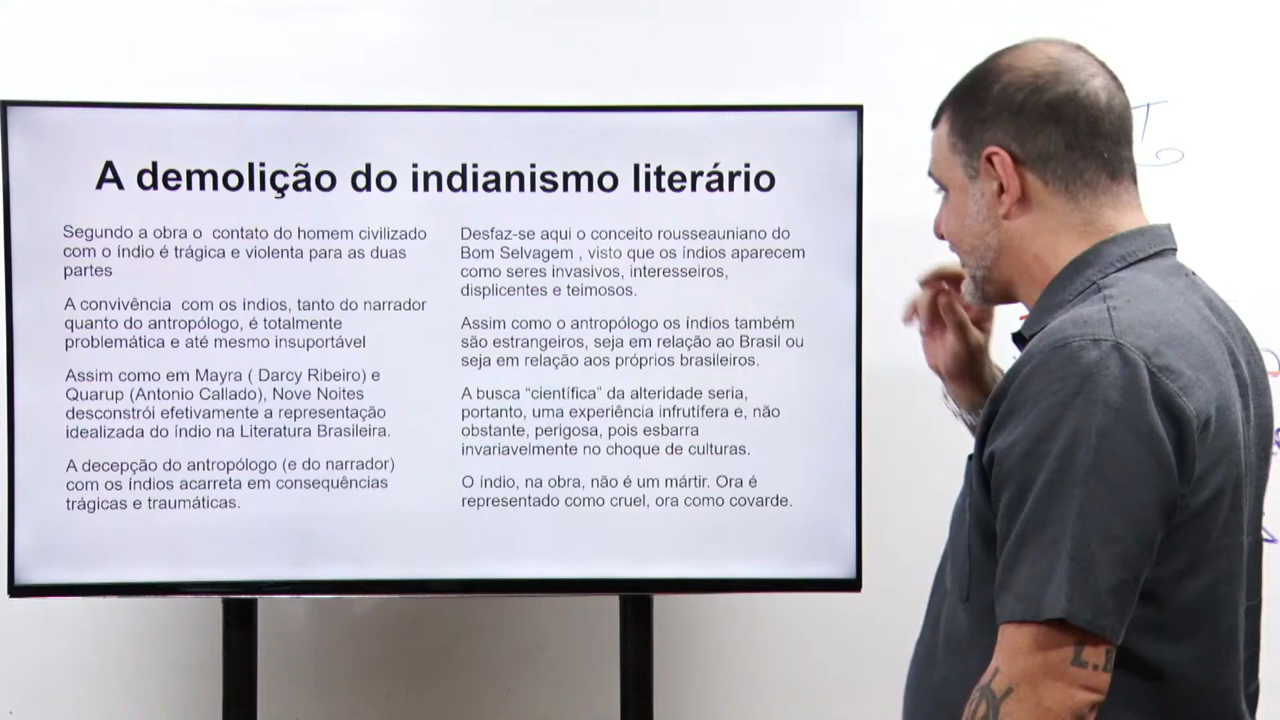 A demolição do indianismo literário
Segundo a obra o contato do homem civilizado
com o índio é trágica e violenta para as duas
partes
A convivência com os índios, tanto do narrador
quanto do antropólogo, é totalmente
problemática e até mesmo insuportável
Assim como em Mayra ( Darcy Ribeiro) e
Quarup (Antonio Callado), Nove Noites
desconstrói efetivamente a representação
idealizada do índio na Literatura Brasileira.
A decepção do antropólogo (e do narrador)
com os índios acarreta em consequências
trágicas e traumáticas.
Desfaz-se aqui o conceito rousseauniano do
Bom Selvagem , visto que os índios aparecem
como seres invasivos, interesseiros,
displicentes e teimosos.
Assim como o antropólogo os índios também
são estrangeiros, seja em relação ao Brasil ou
seja em relação aos próprios brasileiros.
A busca “científica” da alteridade seria,
portanto, uma experiência infrutífera e, não
obstante, perigosa, pois esbarra
invariavelmente no choque de culturas.
O índio, na obra, não é um mártir. Ora é
representado como cruel, ora como covarde.